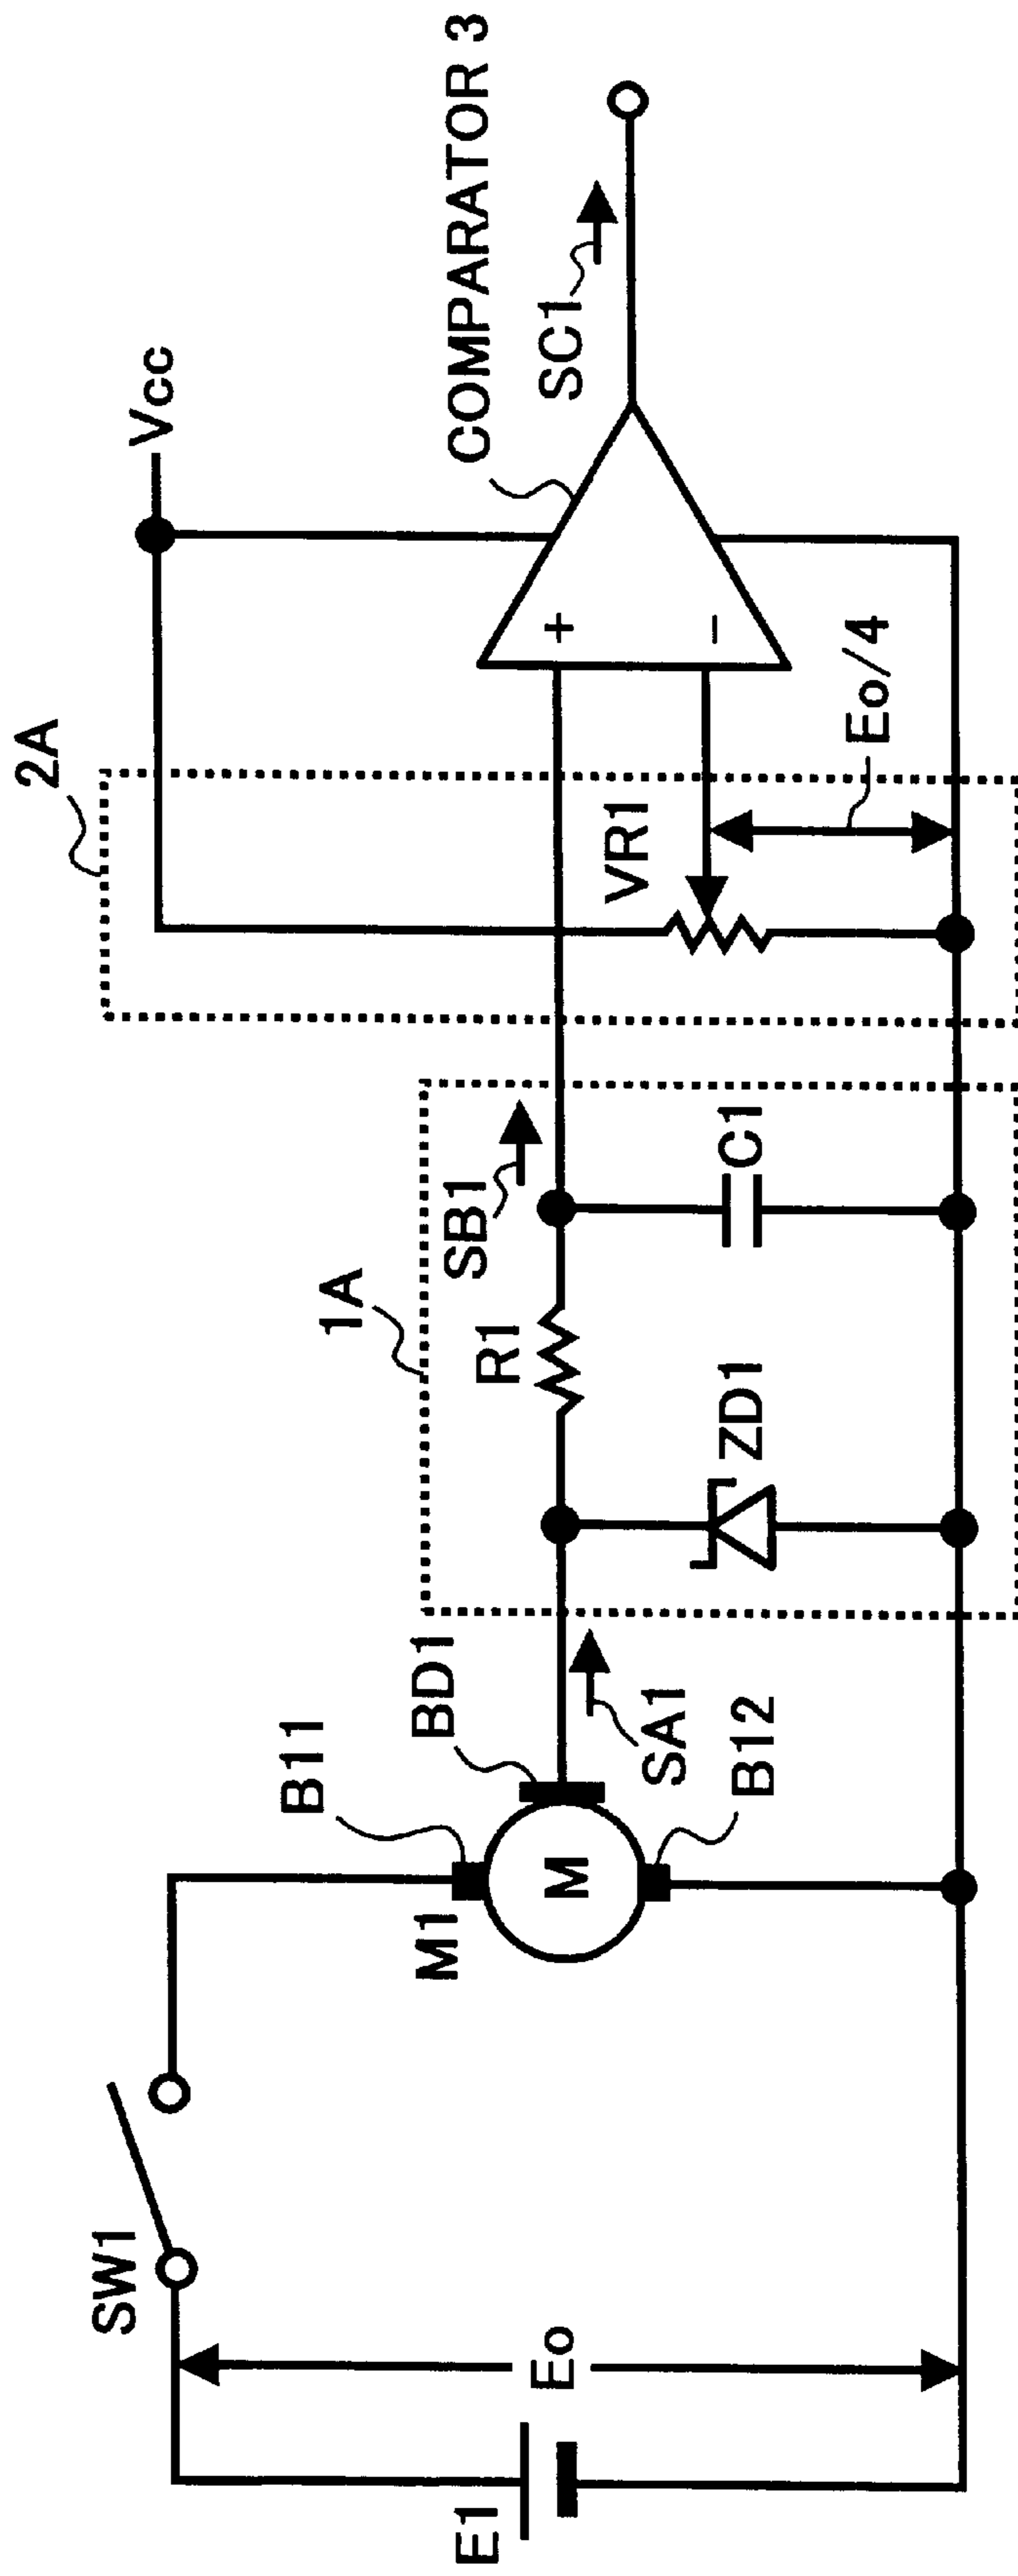 SW1
E1
Eo
M1
M
B11
BD1
SA1
B12
1A
ZD1
R1
SB1
C1
2A
VR1
Eo/4
Vcc
+
−
COMPARATOR 3
SC1